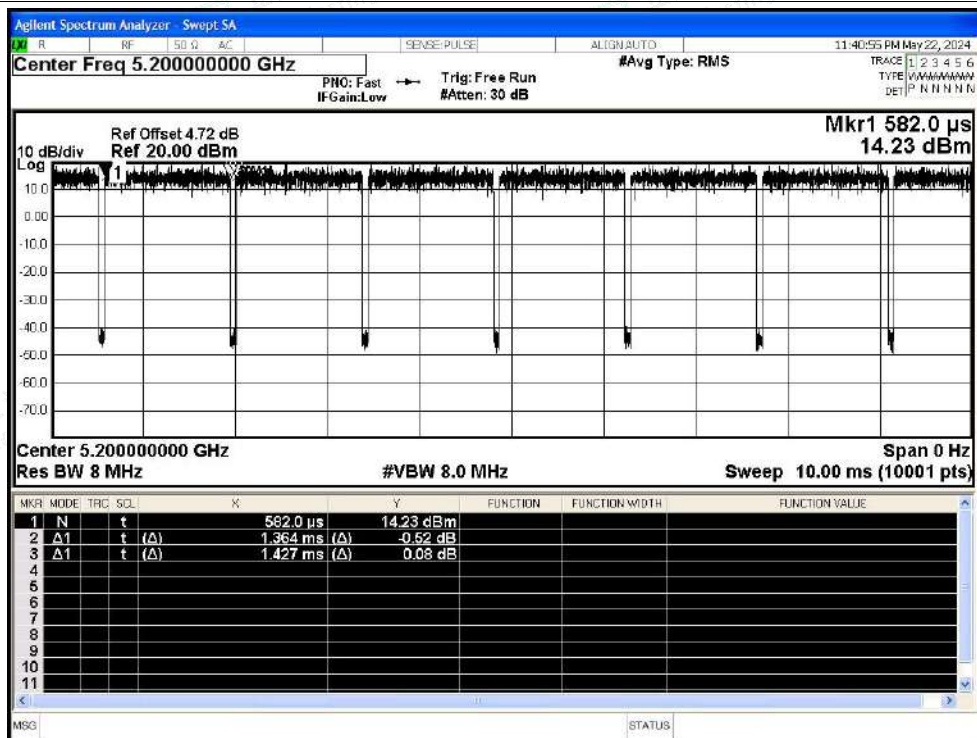 Agilent Spectrum Analyzer - Swept SA
LXI R RF 50 Ω AC SENSE:PULSE ALIGNAUTO 11:40:55 PM May 22, 2024
Center Freq 5.200000000 GHz #Avg Type: RMS TRACE 1 2 3 4 5 6
PNO: Fast Trig: Free Run TYPE
IFGain:Low #Atten: 30 dB DET P N N N N N
Mkr1 582.0 µs
14.23 dBm
Ref Offset 4.72 dB
10 dB/div Ref 20.00 dBm
Log
1
10.0
0.00
-10.0
-20.0
-30.0
-40.0
-50.0
-60.0
-70.0
Center 5.200000000 GHz Span 0 Hz
Res BW 8 MHz #VBW 8.0 MHz Sweep 10.00 ms (10001 pts)
MKR MODE TRC SCL X Y FUNCTION FUNCTION WIDTH FUNCTION VALUE
1 N t 582.0 µs 14.23 dBm
2 Δ1 t (Δ) 1.364 ms (Δ) -0.52 dB
3 Δ1 t (Δ) 1.427 ms (Δ) 0.08 dB
4
5
6
7
8
9
10
11
MSG STATUS